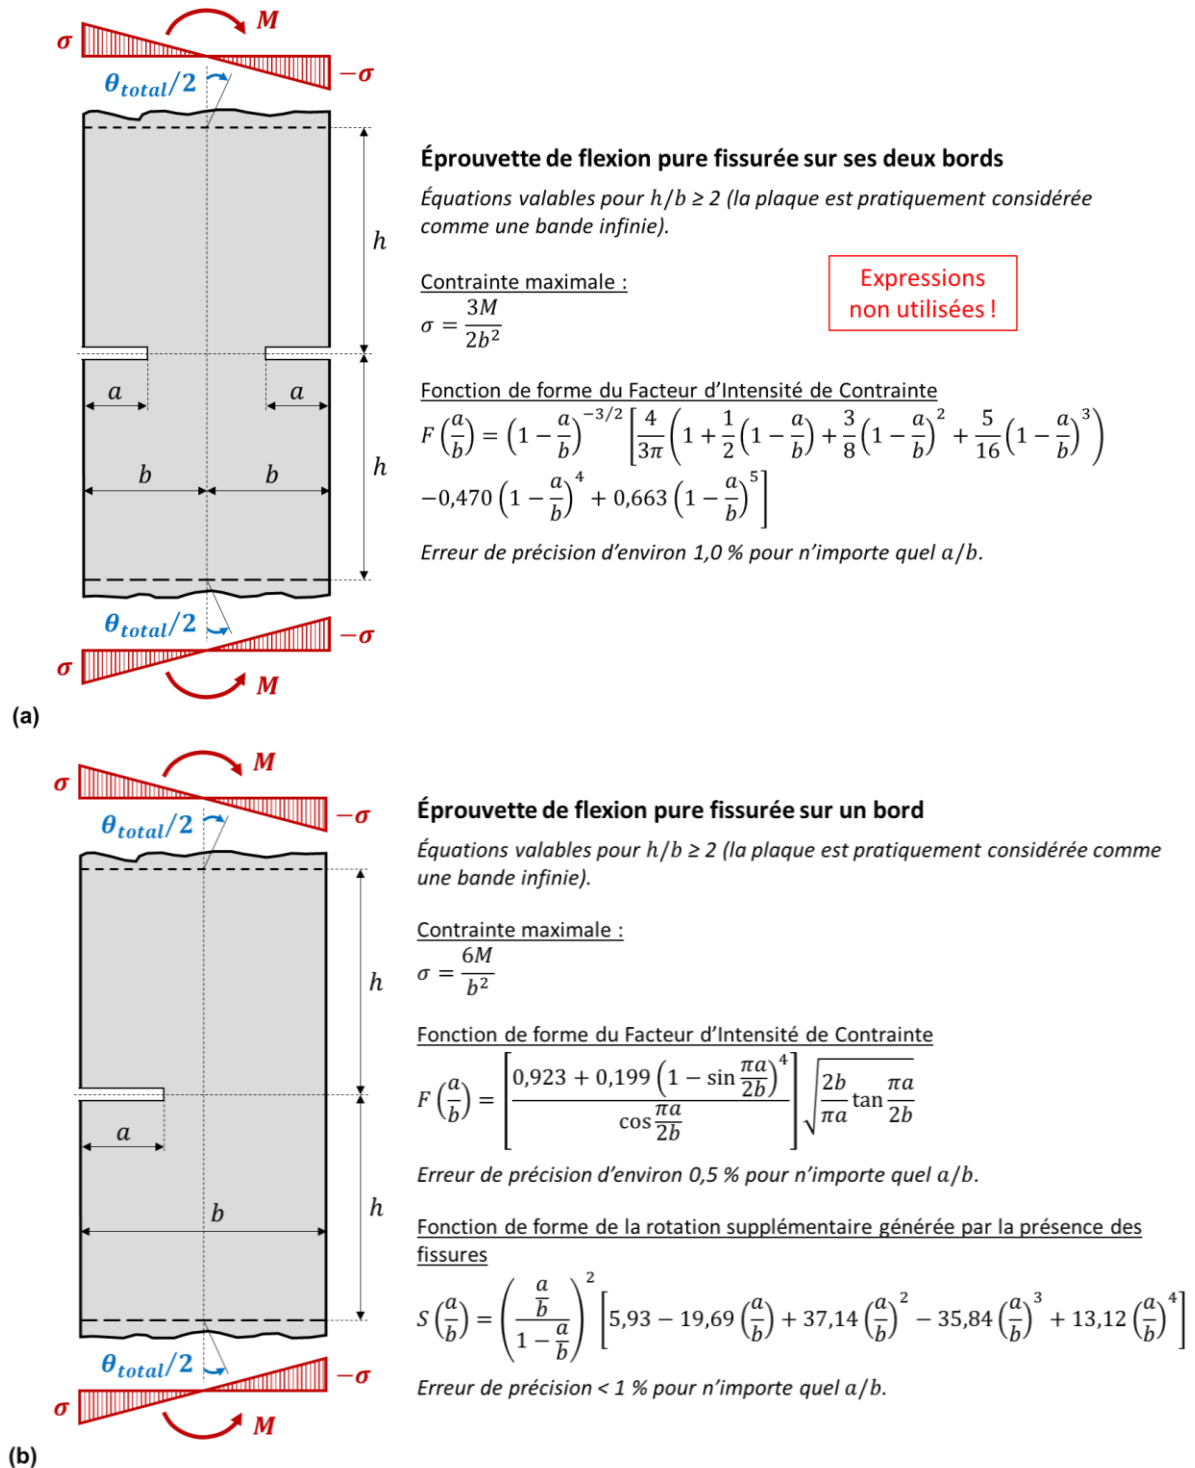 M
σ
−σ
θ_total/2
h
a
a
b
b
h
θ_total/2
−σ
σ
M
(a)
Éprouvette de flexion pure fissurée sur ses deux bords
Équations valables pour h/b ≥ 2 (la plaque est pratiquement considérée
comme une bande infinie).
Contrainte maximale :
σ = 3M / 2b²
Expressions
non utilisées !
Fonction de forme du Facteur d'Intensité de Contrainte
F(a/b) = (1 − a/b)^{−3/2} [4/3π (1 + 1/2 (1 − a/b) + 3/8 (1 − a/b)² + 5/16 (1 − a/b)³)
−0,470 (1 − a/b)⁴ + 0,663 (1 − a/b)⁵]
Erreur de précision d'environ 1,0 % pour n'importe quel a/b.
M
σ
−σ
θ_total/2
h
a
b
h
θ_total/2
−σ
σ
M
(b)
Éprouvette de flexion pure fissurée sur un bord
Équations valables pour h/b ≥ 2 (la plaque est pratiquement considérée comme
une bande infinie).
Contrainte maximale :
σ = 6M / b²
Fonction de forme du Facteur d'Intensité de Contrainte
F(a/b) = [(0,923 + 0,199 (1 − sin πa/2b)⁴) / cos πa/2b] √(2b/πa tan πa/2b)
Erreur de précision d'environ 0,5 % pour n'importe quel a/b.
Fonction de forme de la rotation supplémentaire générée par la présence des
fissures
S(a/b) = ((a/b) / (1 − a/b))² [5,93 − 19,69 (a/b) + 37,14 (a/b)² − 35,84 (a/b)³ + 13,12 (a/b)⁴]
Erreur de précision < 1 % pour n'importe quel a/b.